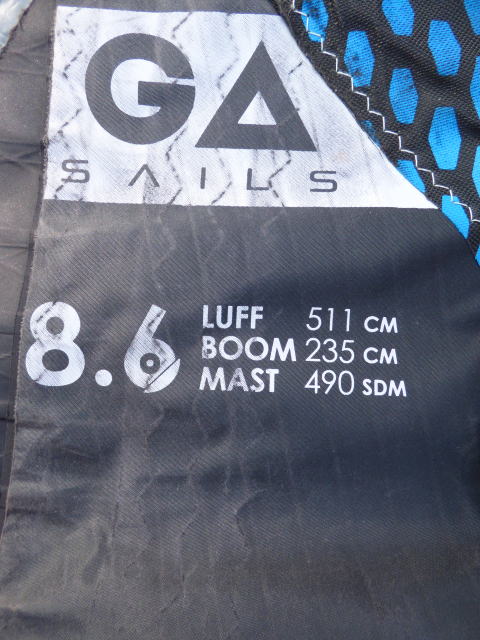 GA
SAILS
8.6
LUFF 511 CM
BOOM 235 CM
MAST 490 SDM